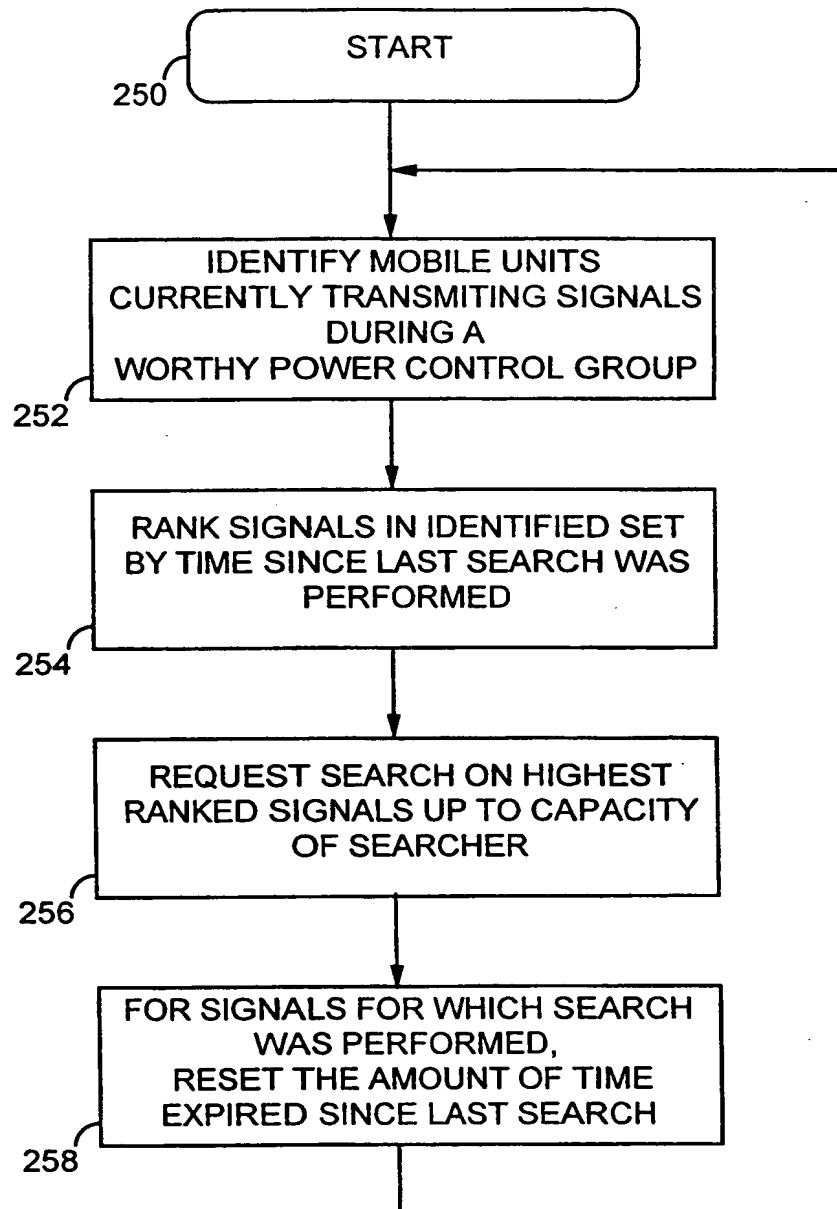 START
250
IDENTIFY MOBILE UNITS
CURRENTLY TRANSMITING SIGNALS
DURING A
WORTHY POWER CONTROL GROUP
252
RANK SIGNALS IN IDENTIFIED SET
BY TIME SINCE LAST SEARCH WAS
PERFORMED
254
REQUEST SEARCH ON HIGHEST
RANKED SIGNALS UP TO CAPACITY
OF SEARCHER
256
FOR SIGNALS FOR WHICH SEARCH
WAS PERFORMED,
RESET THE AMOUNT OF TIME
EXPIRED SINCE LAST SEARCH
258